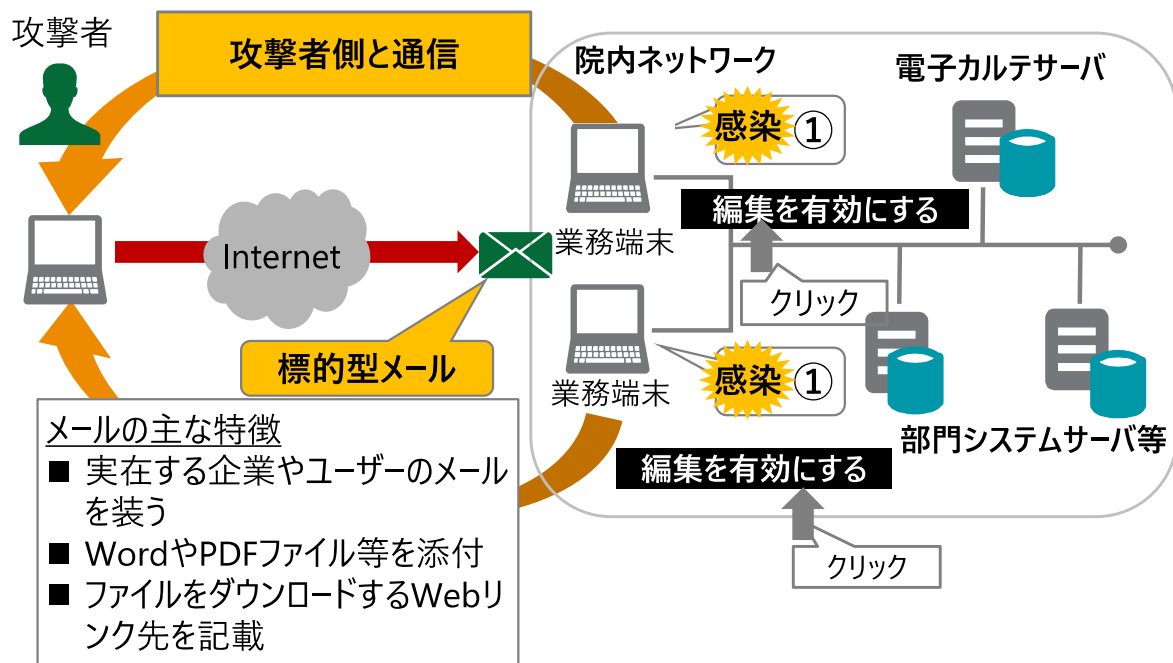 攻撃者
攻撃者側と通信
院内ネットワーク
電子カルテサーバ
感染 ①
編集を有効にする
Internet
業務端末
クリック
標的型メール
感染 ①
業務端末
部門システムサーバ等
編集を有効にする
クリック
メールの主な特徴
■ 実在する企業やユーザーのメール
を装う
■ WordやPDFファイル等を添付
■ ファイルをダウンロードするWebリ
ンク先を記載